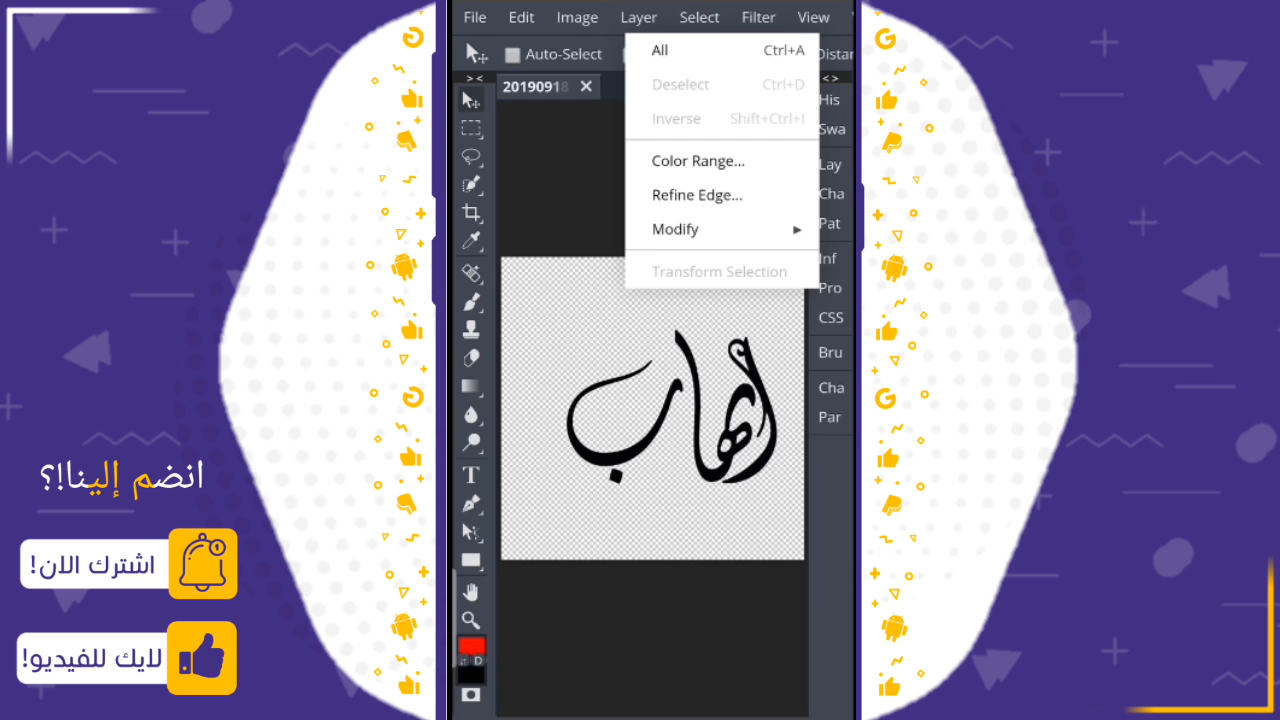 File Edit Image Layer Select Filter View
Auto-Select
Distan
20190918
All Ctrl+A
Deselect Ctrl+D
Inverse Shift+Ctrl+I
Color Range...
Refine Edge...
Modify
Transform Selection
His
Swa
Lay
Cha
Pat
Inf
Pro
CSS
Bru
Cha
Par
T
D
انضم إلينا!؟
اشترك الان!
لايك للفيديو!